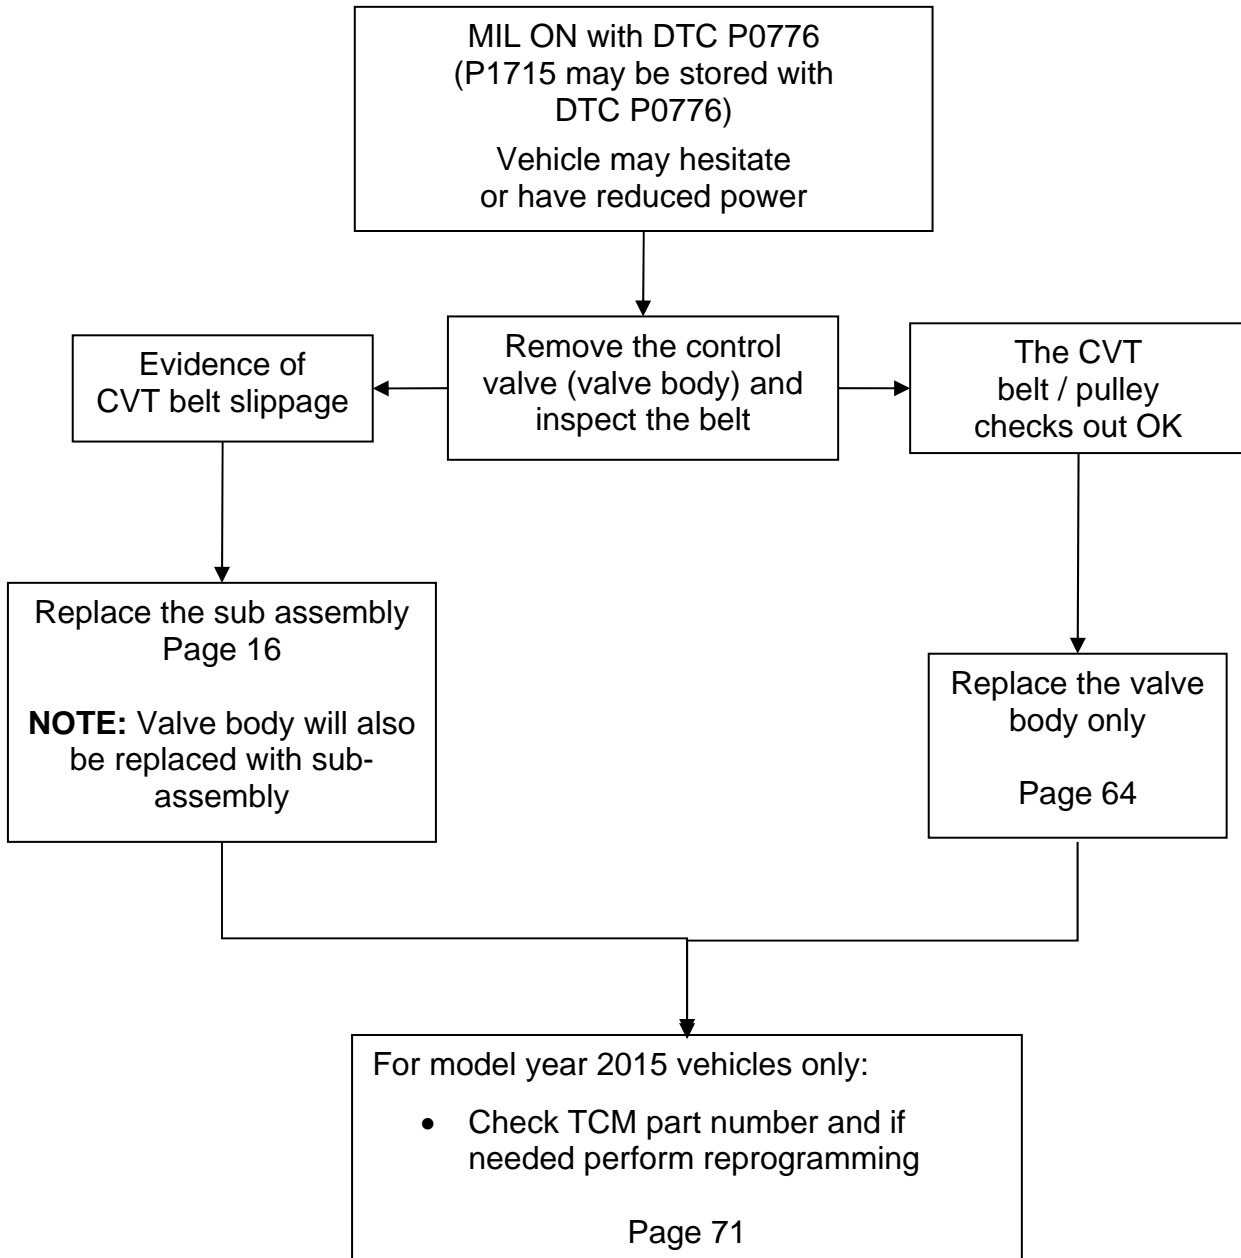 MIL ON with DTC P0776
(P1715 may be stored with
DTC P0776)
Vehicle may hesitate
or have reduced power
Evidence of
CVT belt slippage
Remove the control
valve (valve body) and
inspect the belt
The CVT
belt / pulley
checks out OK
Replace the sub assembly
Page 16
NOTE: Valve body will also
be replaced with sub-
assembly
Replace the valve
body only
Page 64
For model year 2015 vehicles only:
• Check TCM part number and if
needed perform reprogramming
Page 71